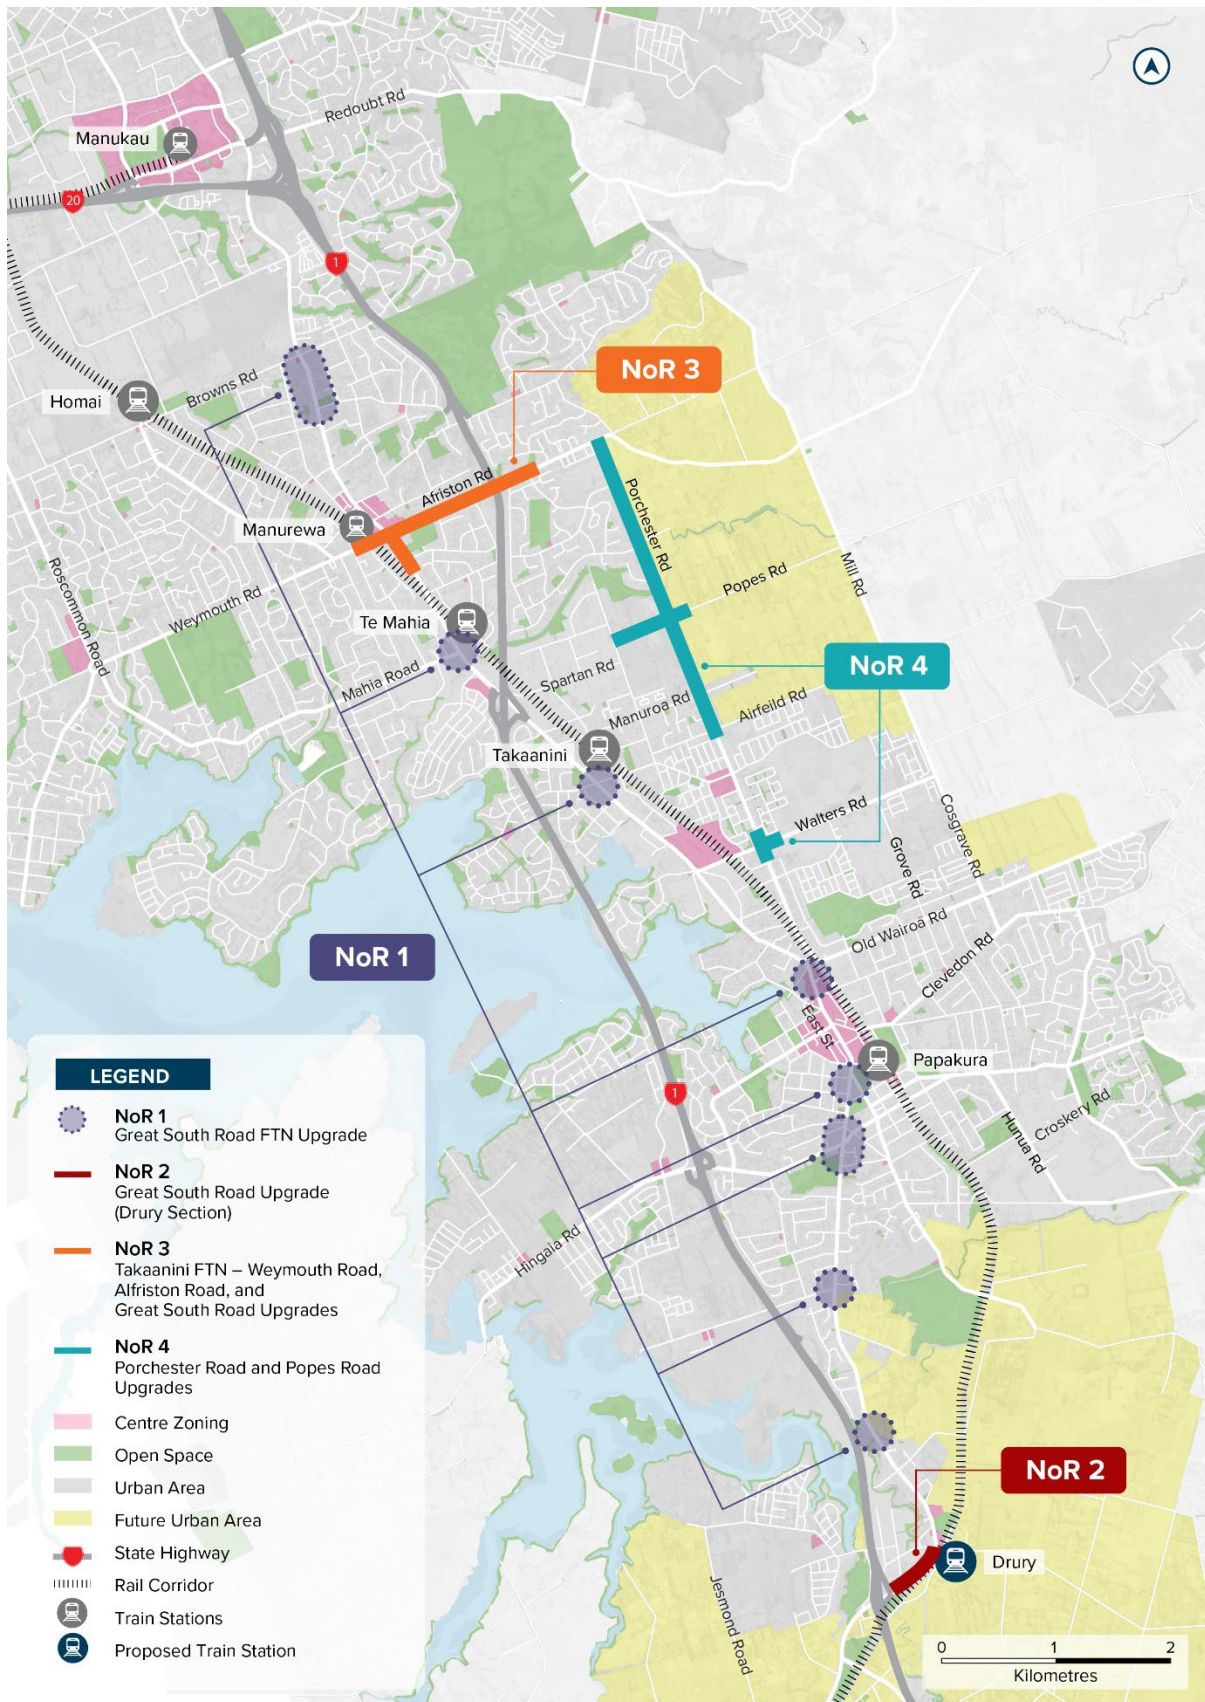 Redoubt Rd
Manukau
20
1
NoR 3
Browns Rd
Homai
Afriston Rd
Manurewa
Porchester Rd
Roscommon Road
Weymouth Rd
Popes Rd
Mill Rd
Te Mahia
NoR 4
Mahia Road
Spartan Rd
Manuroa Rd
Airfeild Rd
Takaanini
Walters Rd
Cosgrave Rd
Grove Rd
NoR 1
Old Wairoa Rd
Clevedon Rd
East St
Papakura
1
Croskery Rd
Hunua Rd
Hingaia Rd
NoR 2
Drury
Jesmond Road
LEGEND
NoR 1
Great South Road FTN Upgrade
NoR 2
Great South Road Upgrade
(Drury Section)
NoR 3
Takaanini FTN – Weymouth Road,
Alfriston Road, and
Great South Road Upgrades
NoR 4
Porchester Road and Popes Road
Upgrades
Centre Zoning
Open Space
Urban Area
Future Urban Area
State Highway
Rail Corridor
Train Stations
Proposed Train Station
0 1 2
Kilometres